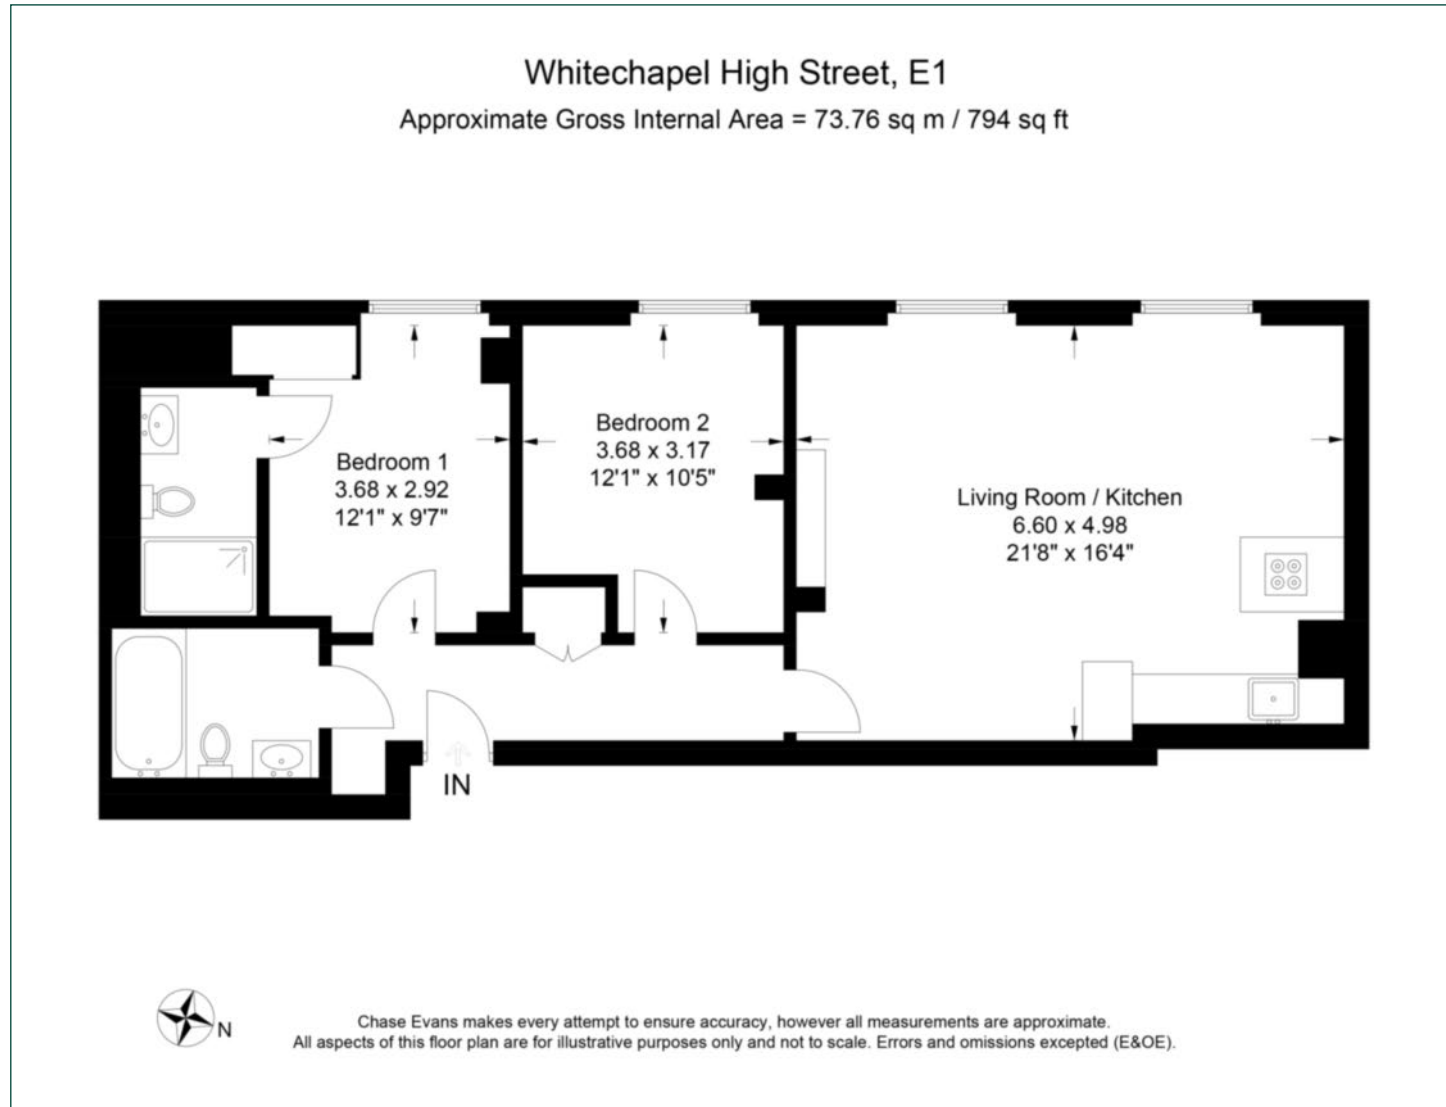 Whitechapel High Street, E1
Approximate Gross Internal Area = 73.76 sq m / 794 sq ft
Bedroom 1
3.68 x 2.92
12'1" x 9'7"
Bedroom 2
3.68 x 3.17
12'1" x 10'5"
Living Room / Kitchen
6.60 x 4.98
21'8" x 16'4"
IN
N
Chase Evans makes every attempt to ensure accuracy, however all measurements are approximate.
All aspects of this floor plan are for illustrative purposes only and not to scale. Errors and omissions excepted (E&OE).